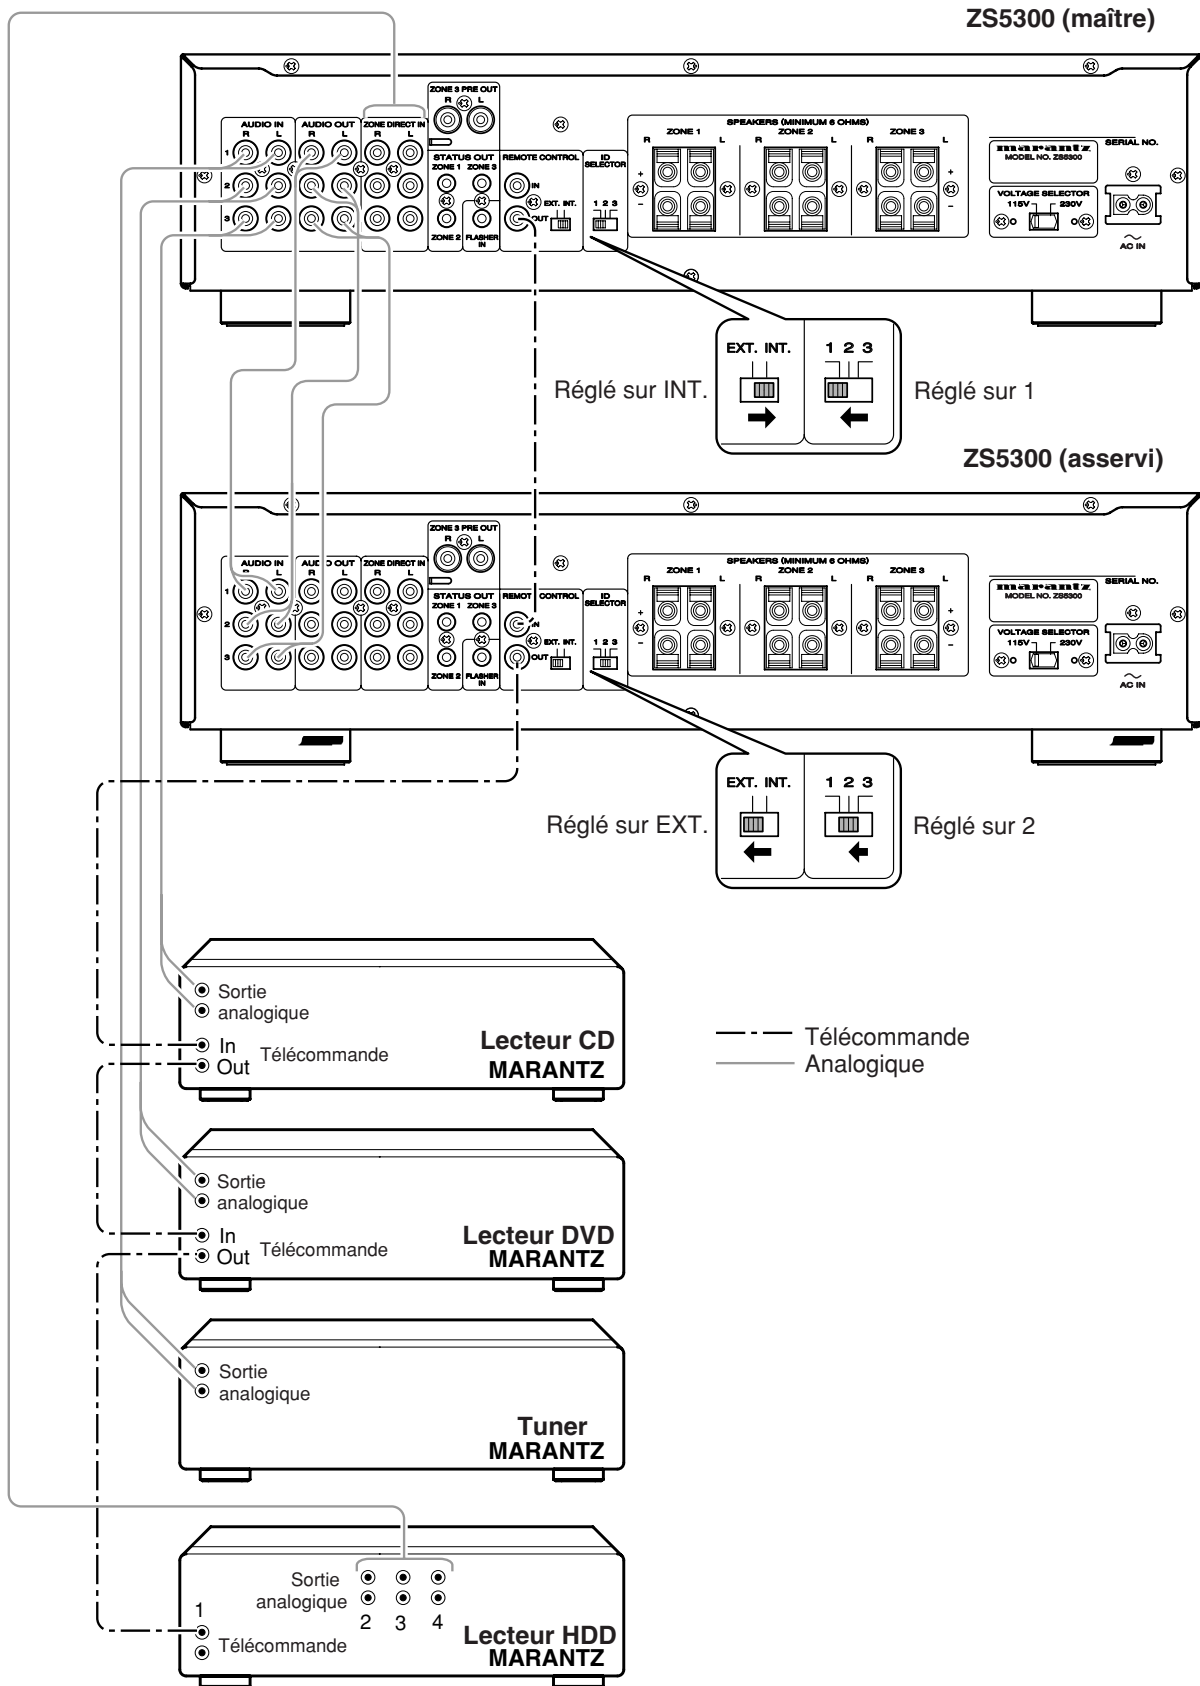 ZS5300 (maître)
ZONE 3 PRE OUT
R L
AUDIO IN AUDIO OUT ZONE DIRECT IN
R L R L R L
1
2
3
STATUS OUT
ZONE 1 ZONE 3
ZONE 2 FLASHER IN
REMOTE CONTROL
IN
OUT
EXT. INT.
ID SELECTOR
1 2 3
SPEAKERS (MINIMUM 6 OHMS)
ZONE 1 ZONE 2 ZONE 3
R L R L R L
+
–
+
–
marantz
MODEL NO. ZS5300
SERIAL NO.
VOLTAGE SELECTOR
115V 230V
AC IN
EXT. INT.
1 2 3
Réglé sur INT.
Réglé sur 1
ZS5300 (asservi)
ZONE 3 PRE OUT
R L
AUDIO IN AUDIO OUT ZONE DIRECT IN
R L R L R L
1
2
3
STATUS OUT
ZONE 1 ZONE 3
ZONE 2 FLASHER IN
REMOT CONTROL
IN
OUT
EXT. INT.
ID SELECTOR
1 2 3
SPEAKERS (MINIMUM 6 OHMS)
ZONE 1 ZONE 2 ZONE 3
R L R L R L
+
–
+
–
marantz
MODEL NO. ZS5300
SERIAL NO.
VOLTAGE SELECTOR
115V 230V
AC IN
EXT. INT.
1 2 3
Réglé sur EXT.
Réglé sur 2
Sortie
analogique
In
Out
Télécommande
Lecteur CD
MARANTZ
Télécommande
Analogique
Sortie
analogique
In
Out
Télécommande
Lecteur DVD
MARANTZ
Sortie
analogique
Tuner
MARANTZ
Sortie
analogique
1
2 3 4
Télécommande
Lecteur HDD
MARANTZ